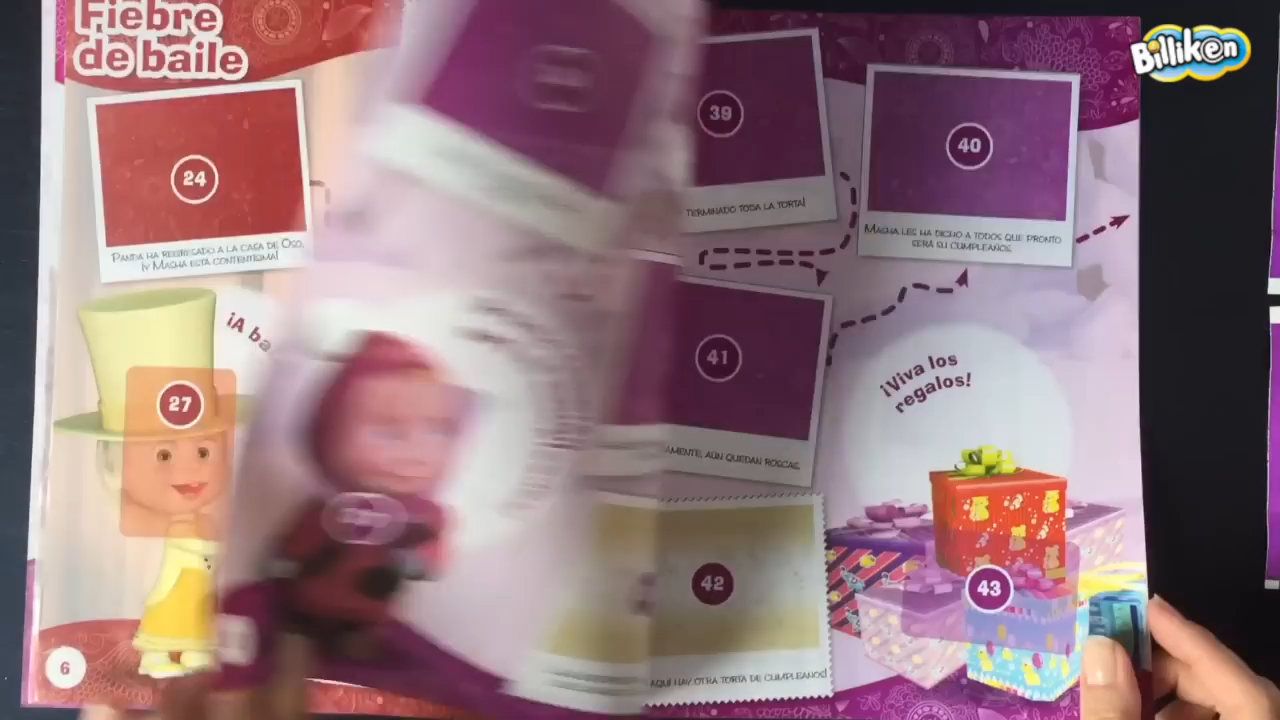 Fiebre
de baile
Billiken
24
PANDA HA REGRESADO A LA CASA DE OSO,
¡Y MASHA ESTÁ CONTENTÍSIMA!
¡A ba
27
6
39
TERMINADO TODA LA TORTA!
40
MASHA LES HA DICHO A TODOS QUE PRONTO
SERÁ SU CUMPLEAÑOS.
41
AMENTE, AÚN QUEDAN ROSCAS.
¡Viva los
regalos!
42
AQUÍ HAY OTRA TORTA DE CUMPLEAÑOS!
43